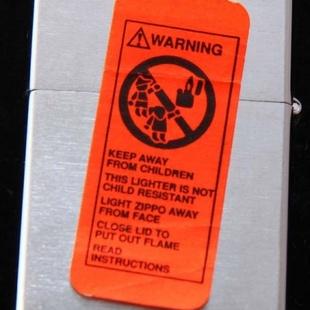 WARNING
KEEP AWAY
FROM CHILDREN
THIS LIGHTER IS NOT
CHILD RESISTANT
LIGHT ZIPPO AWAY
FROM FACE
CLOSE LID TO
PUT OUT FLAME
READ
INSTRUCTIONS